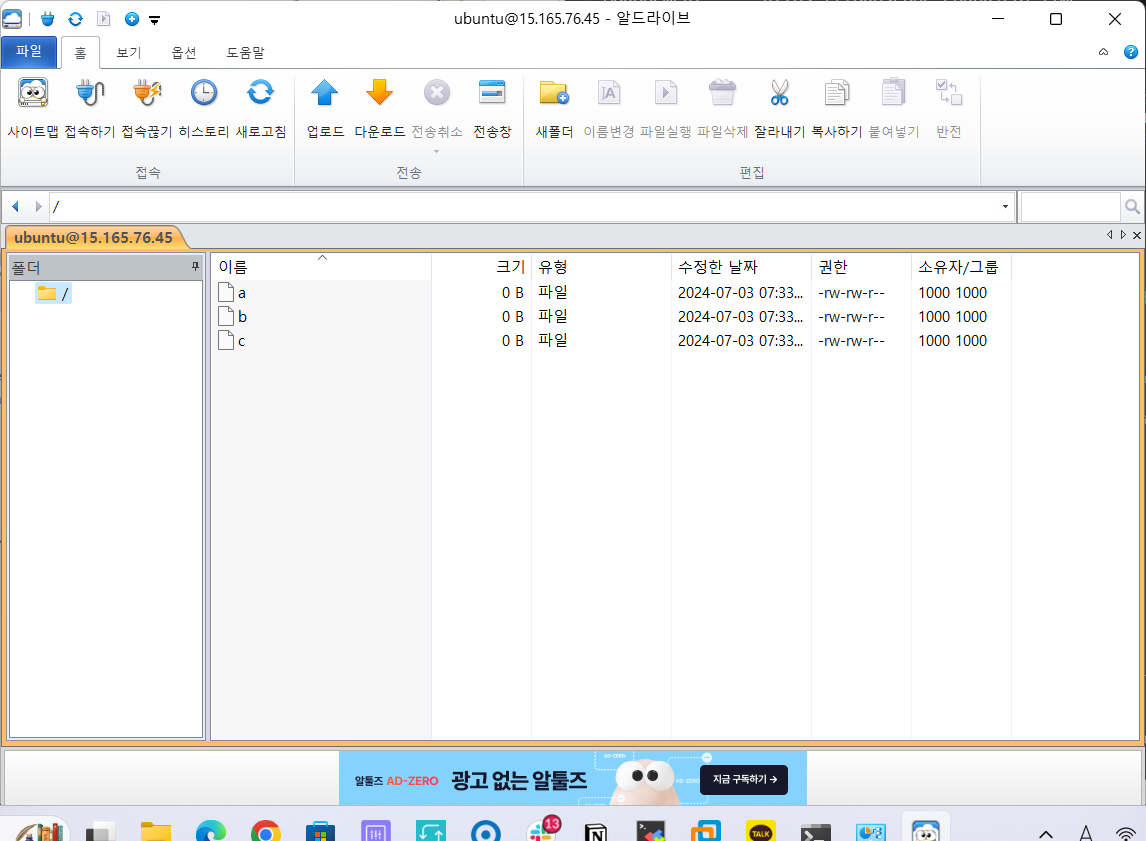 ubuntu@15.165.76.45 - 알드라이브
파일 홈 보기 옵션 도움말
사이트맵 접속하기 접속끊기 히스토리 새로고침 업로드 다운로드 전송취소 전송창 새폴더 이름변경 파일실행 파일삭제 잘라내기 복사하기 붙여넣기 반전
접속 전송 편집
/
ubuntu@15.165.76.45
폴더
/
이름 크기 유형 수정한 날짜 권한 소유자/그룹
a 0 B 파일 2024-07-03 07:33... -rw-rw-r-- 1000 1000
b 0 B 파일 2024-07-03 07:33... -rw-rw-r-- 1000 1000
c 0 B 파일 2024-07-03 07:33... -rw-rw-r-- 1000 1000
알툴즈 AD-ZERO 광고 없는 알툴즈 지금 구독하기 →
AD-ZERO
AD-ZERO
13
TALK
A